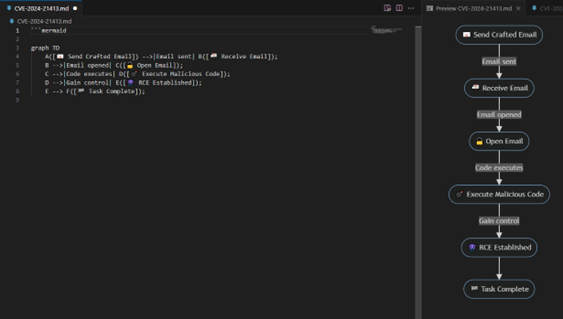 CVE-2024-21413.md
Preview CVE-2024-21413.md
CVE-2024-21413.md
1 ```mermaid
2
3 graph TD
4 A([📧 Send Crafted Email]) -->|Email sent| B([📨 Receive Email]);
5 B -->|Email opened| C([🔓 Open Email]);
6 C -->|Code executes| D([☄ Execute Malicious Code]);
7 D -->|Gain control| E([👾 RCE Established]);
8 E --> F([🏁 Task Complete]);
9
Send Crafted Email
Email sent
Receive Email
Email opened
Open Email
Code executes
Execute Malicious Code
Gain control
RCE Established
Task Complete